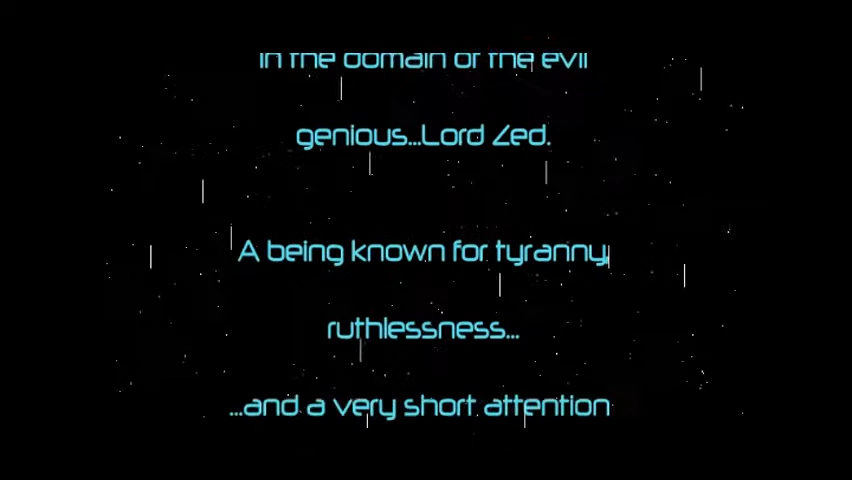 in the domain of the evil
genious...Lord Zed.
A being known for tyranny,
ruthlessness...
...and a very short attention